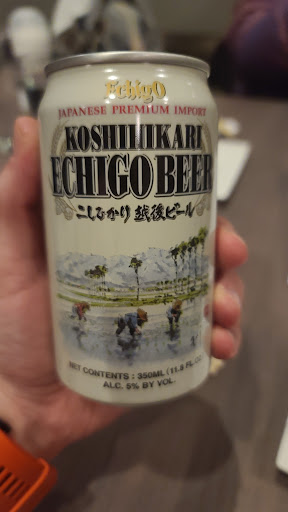 Echigo
JAPANESE PREMIUM IMPORT
KOSHIHIKARI
ECHIGO BEER
こしひかり 越後ビール
NET CONTENTS : 350ML (11.8 FL OZ
ALC. 5% BY VOL.